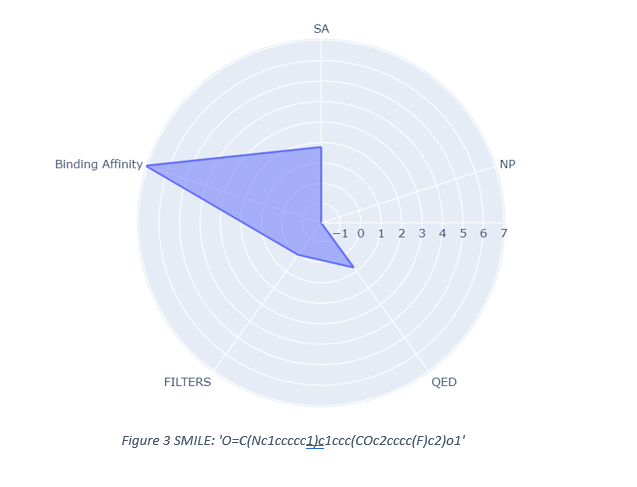 SA
Binding Affinity
NP
−1 0 1 2 3 4 5 6 7
FILTERS
QED
Figure 3 SMILE: 'O=C(Nc1ccccc1)c1ccc(COc2cccc(F)c2)o1'